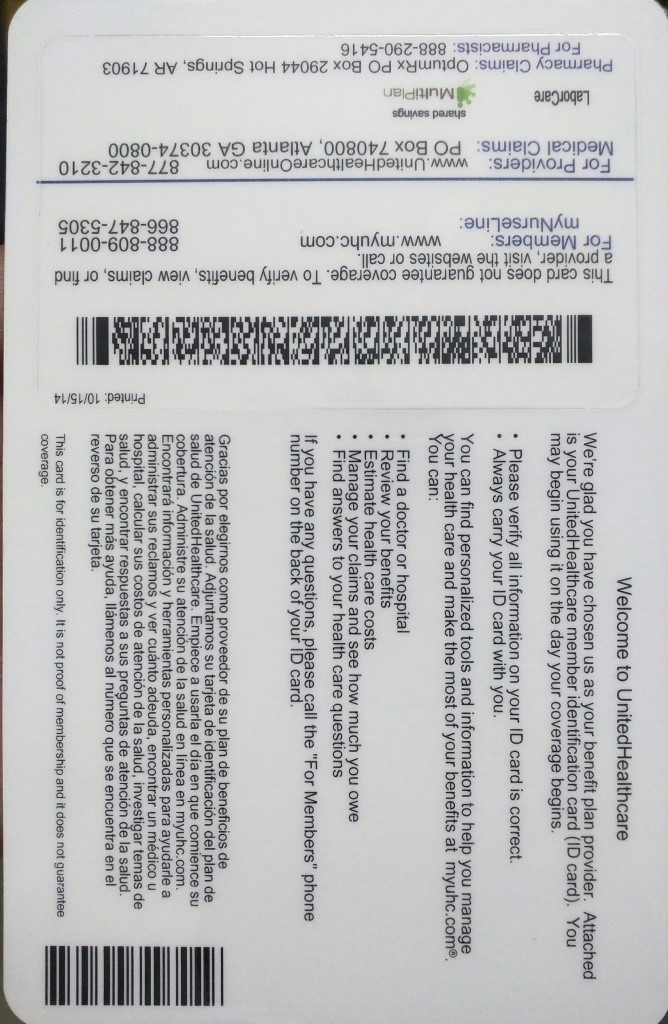 Printed: 10/15/14
This card does not guarantee coverage. To verify benefits, view claims, or find
a provider, visit the websites or call.
For Members: www.myuhc.com 888-809-0011
myNurseLine: 866-847-5305
For Providers: www.UnitedHealthcareOnline.com 877-842-3210
Medical Claims: PO Box 740800, Atlanta GA 30374-0800
shared savings
LaborCare MultiPlan
Pharmacy Claims: OptumRx PO Box 29044 Hot Springs, AR 71903
For Pharmacists: 888-290-5416
Welcome to UnitedHealthcare
We're glad you have chosen us as your benefit plan provider. Attached
is your UnitedHealthcare member identification card (ID card). You
may begin using it on the day your coverage begins.
• Please verify all information on your ID card is correct.
• Always carry your ID card with you.
You can find personalized tools and information to help you manage
your health care and make the most of your benefits at myuhc.com®.
You can:
• Find a doctor or hospital
• Review your benefits
• Estimate health care costs
• Manage your claims and see how much you owe
• Find answers to your health care questions
If you have any questions, please call the "For Members" phone
number on the back of your ID card.
Gracias por elegirnos como proveedor de su plan de beneficios de
atención de la salud. Adjuntamos su tarjeta de identificación del plan de
salud de UnitedHealthcare. Empiece a usarla el día en que comience su
cobertura. Administre su atención de la salud en línea en myuhc.com.
Encontrará información y herramientas personalizadas para ayudarle a
administrar sus reclamos y ver cuánto adeuda, encontrar un médico u
hospital, calcular sus costos de atención de la salud, investigar temas de
salud, y encontrar respuestas a sus preguntas de atención de la salud.
Para obtener más ayuda, llámenos al número que se encuentra en el
reverso de su tarjeta.
This card is for identification only. It is not proof of membership and it does not guarantee
coverage.